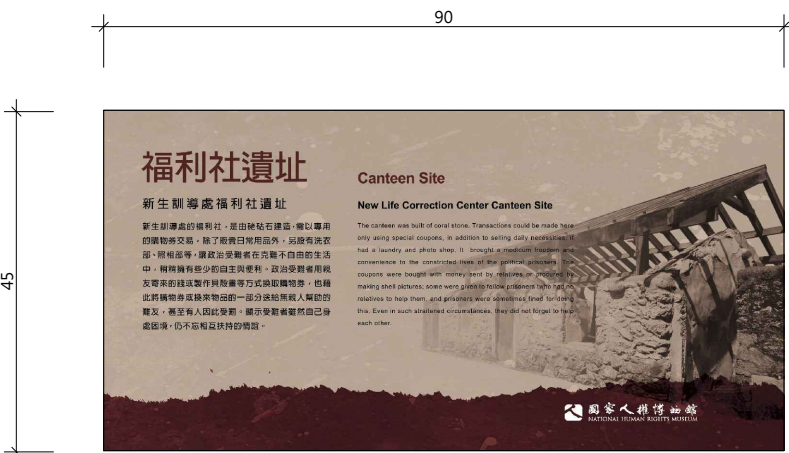 90
45
福利社遺址
新生訓導處福利社遺址
新生訓導處的福利社，是由硓𥑮石建造，需以專用
的購物券交易，除了販賣日常用品外，另設有洗衣
部、照相部等，讓政治受難者在克難不自由的生活
中，稍稍擁有些少的自主與便利。政治受難者用親
友寄來的錢或製作貝殼畫等方式換取購物券，也藉
此將購物券或換來物品的一部分送給無親人幫助的
難友，甚至有人因此受罰。顯示受難者雖然自己身
處困境，仍不忘相互扶持的情誼。
Canteen Site
New Life Correction Center Canteen Site
The canteen was built of coral stone. Transactions could be made here
only using special coupons, in addition to selling daily necessities. It
had a laundry and photo shop. It brought a modicum freedom and
convenience to the constricted lives of the political prisoners. The
coupons were bought with money sent by relatives or procured by
making shell pictures; some were given to fellow prisoners who had no
relatives to help them, and prisoners were sometimes fined for doing
this. Even in such straitened circumstances, they did not forget to help
each other.
國家人權博物館
NATIONAL HUMAN RIGHTS MUSEUM